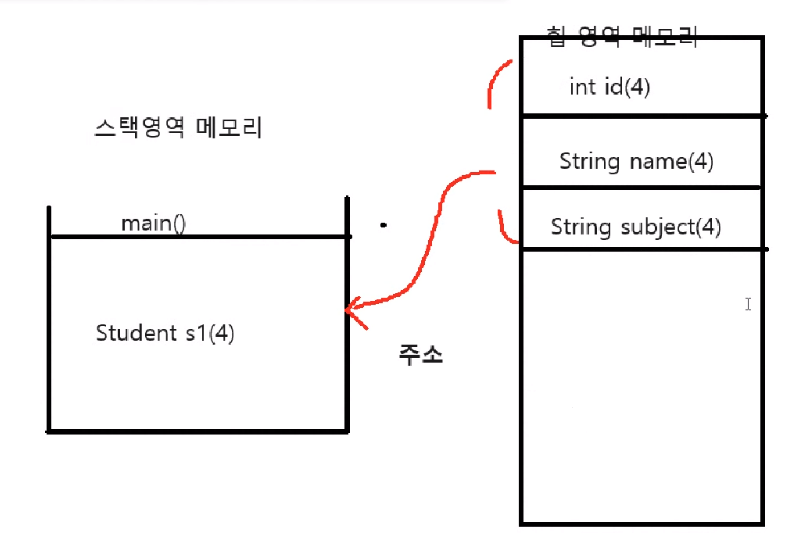 힙 영역 메모리
int id(4)
스택영역 메모리
String name(4)
main()
String subject(4)
Student s1(4)
주소